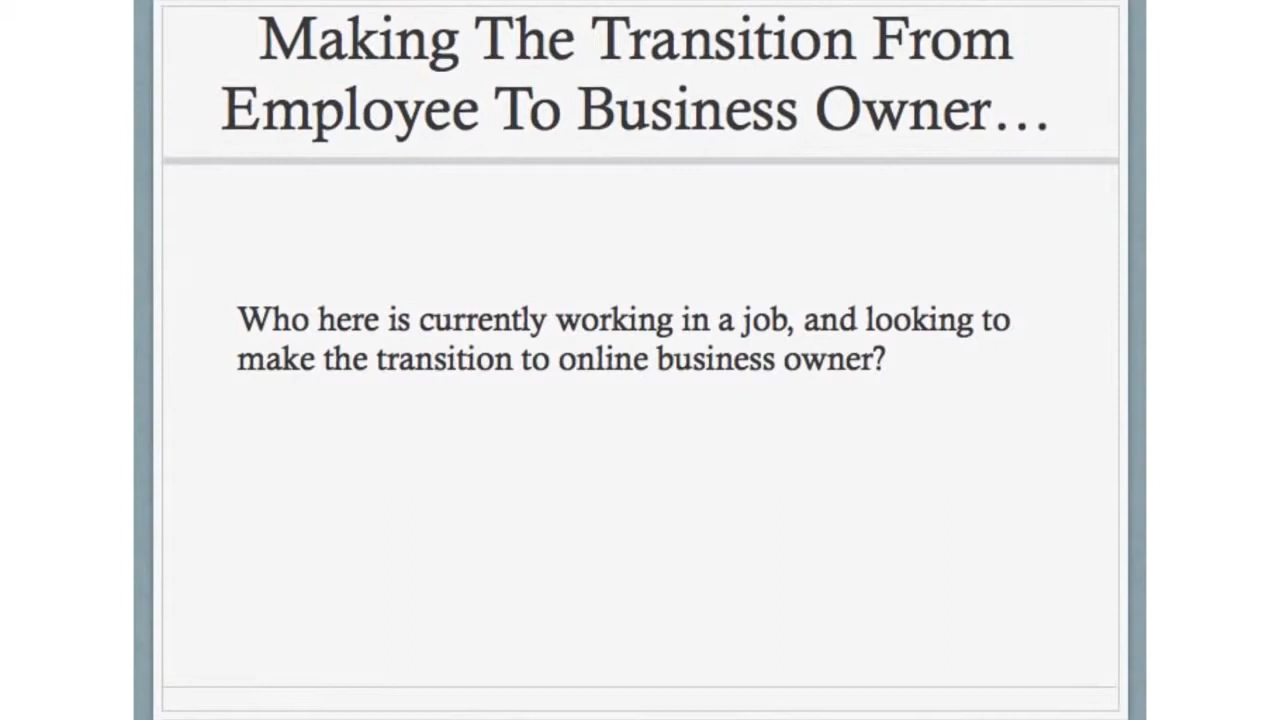 Making The Transition From
Employee To Business Owner…
Who here is currently working in a job, and looking to
make the transition to online business owner?